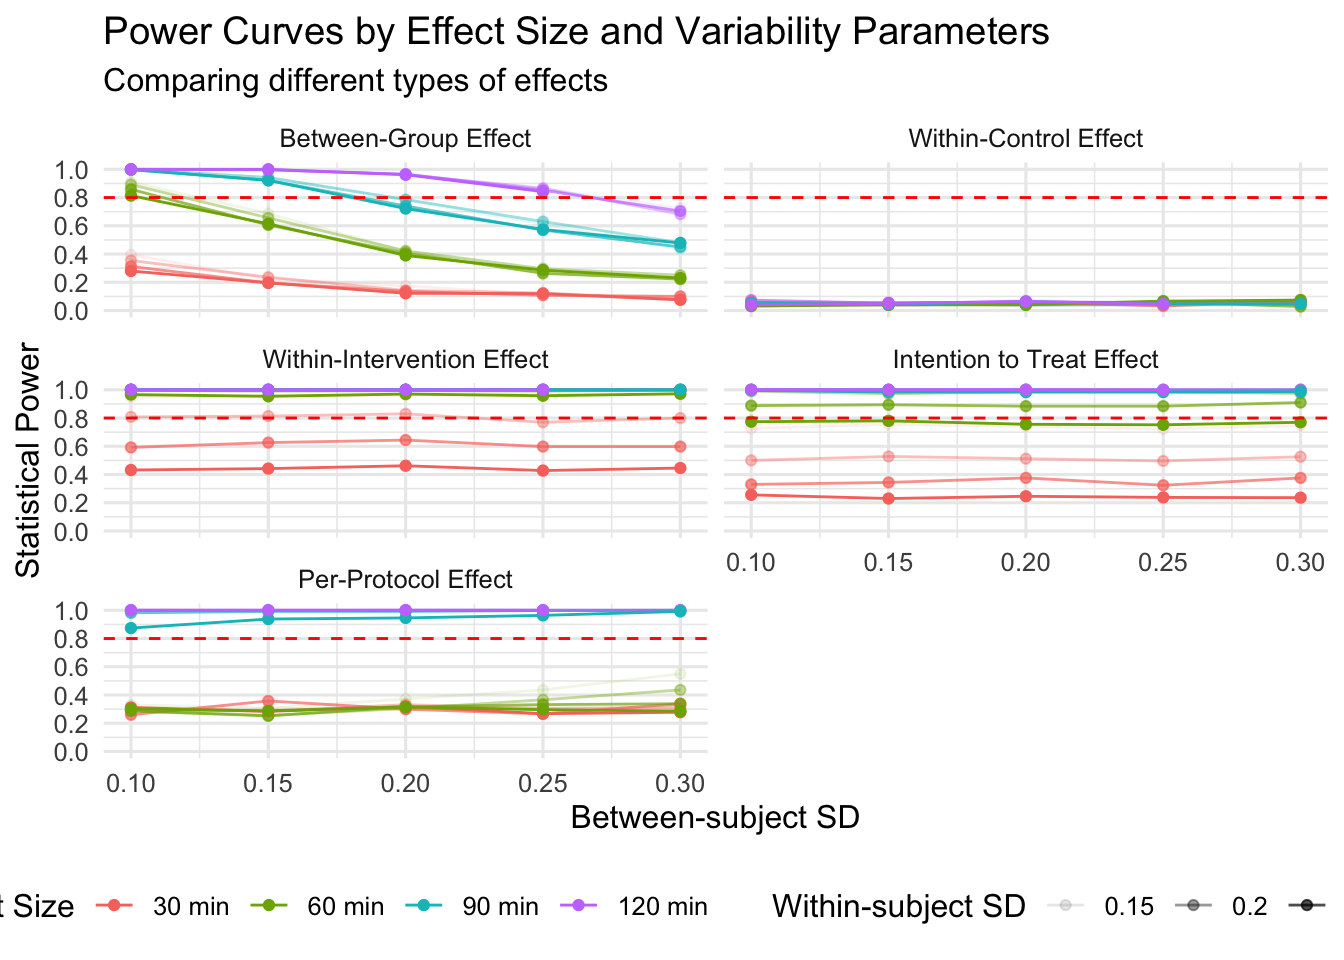 Power Curves by Effect Size and Variability Parameters
Comparing different types of effects
Between-Group Effect
Within-Control Effect
1.0
0.8
0.6
0.4
0.2
0.0
Within-Intervention Effect
Intention to Treat Effect
1.0
0.8
0.6
0.4
0.2
0.0
0.10 0.15 0.20 0.25 0.30
Per-Protocol Effect
1.0
0.8
0.6
0.4
0.2
0.0
0.10 0.15 0.20 0.25 0.30
Statistical Power
Between-subject SD
t Size 30 min 60 min 90 min 120 min
Within-subject SD 0.15 0.2